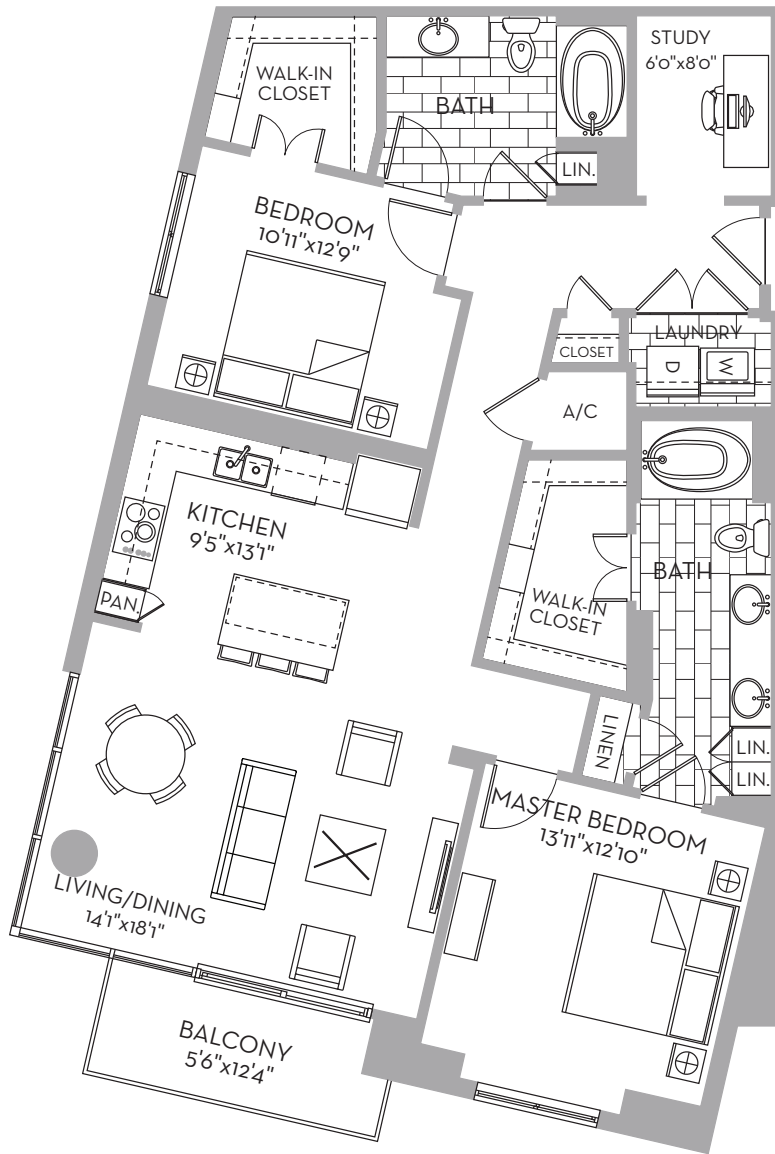 WALK-IN
CLOSET
BATH
STUDY
6'0"x8'0"
LIN.
BEDROOM
10'11"x12'9"
LAUNDRY
CLOSET
D
W
A/C
KITCHEN
9'5"x13'1"
PAN.
WALK-IN
CLOSET
BATH
LINEN
LIN.
LIN.
MASTER BEDROOM
13'11"x12'10"
LIVING/DINING
14'1"x18'1"
BALCONY
5'6"x12'4"